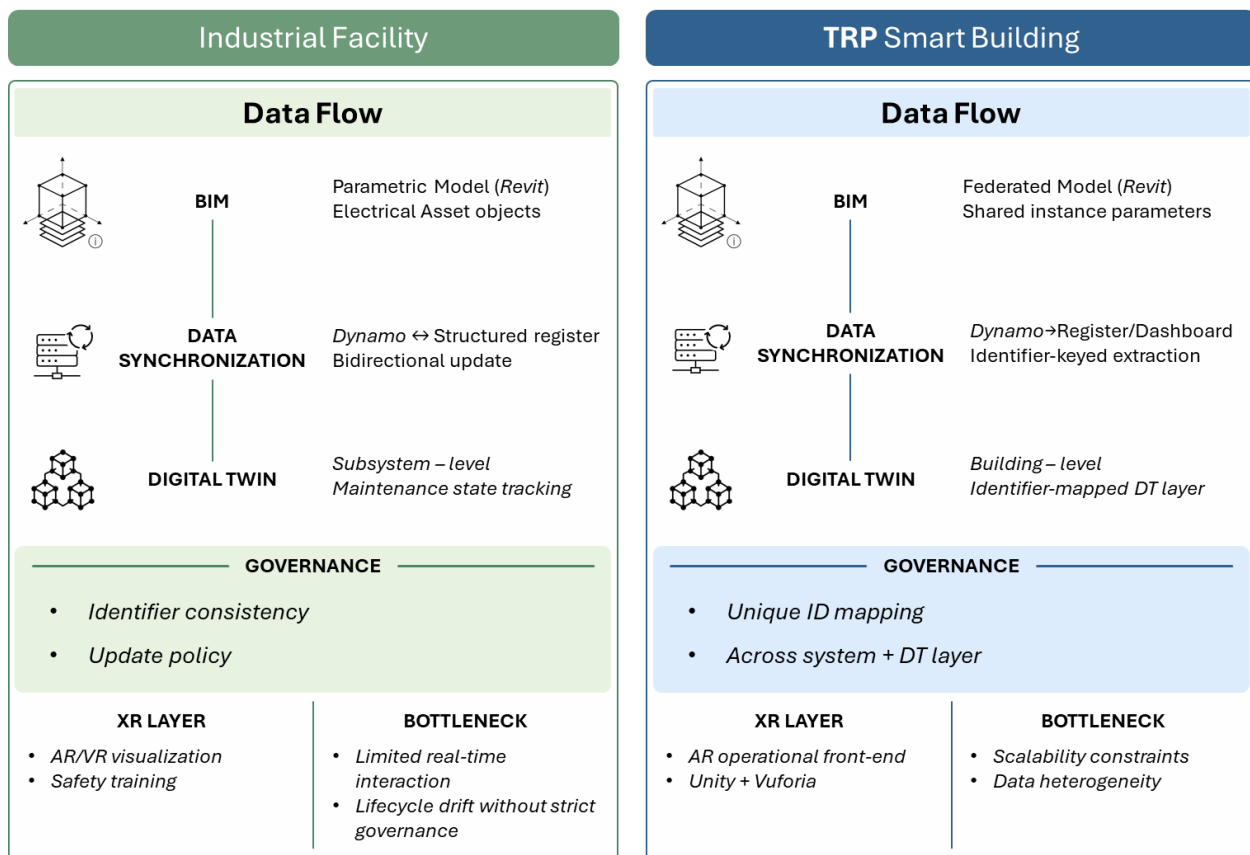 Industrial Facility
Data Flow
BIM
Parametric Model (Revit)
Electrical Asset objects
i
DATA
SYNCHRONIZATION
Dynamo ↔ Structured register
Bidirectional update
DIGITAL TWIN
Subsystem – level
Maintenance state tracking
GOVERNANCE
• Identifier consistency
• Update policy
XR LAYER
• AR/VR visualization
• Safety training
BOTTLENECK
• Limited real-time
interaction
• Lifecycle drift without strict
governance
TRP Smart Building
Data Flow
BIM
Federated Model (Revit)
Shared instance parameters
i
DATA
SYNCHRONIZATION
Dynamo→Register/Dashboard
Identifier-keyed extraction
DIGITAL TWIN
Building – level
Identifier-mapped DT layer
GOVERNANCE
• Unique ID mapping
• Across system + DT layer
XR LAYER
• AR operational front-end
• Unity + Vuforia
BOTTLENECK
• Scalability constraints
• Data heterogeneity